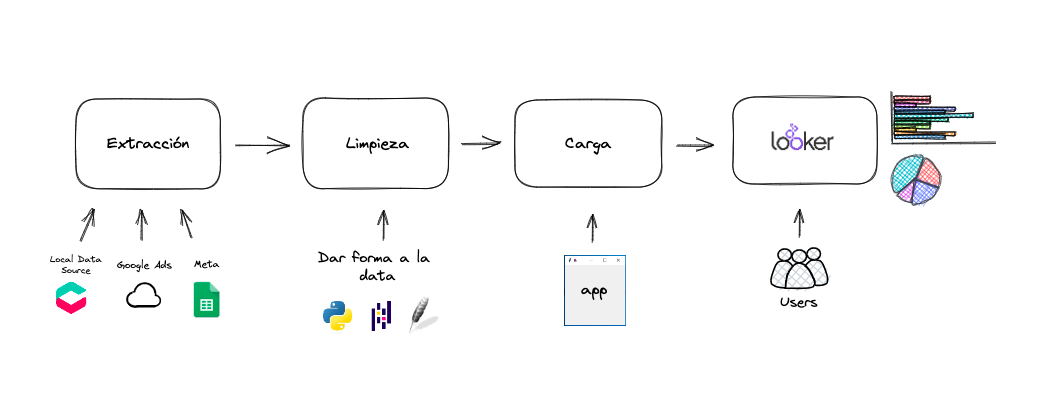 Extracción
Limpieza
Carga
looker
Local Data
Source
Google Ads
Meta
Dar forma a la
data
app
Users